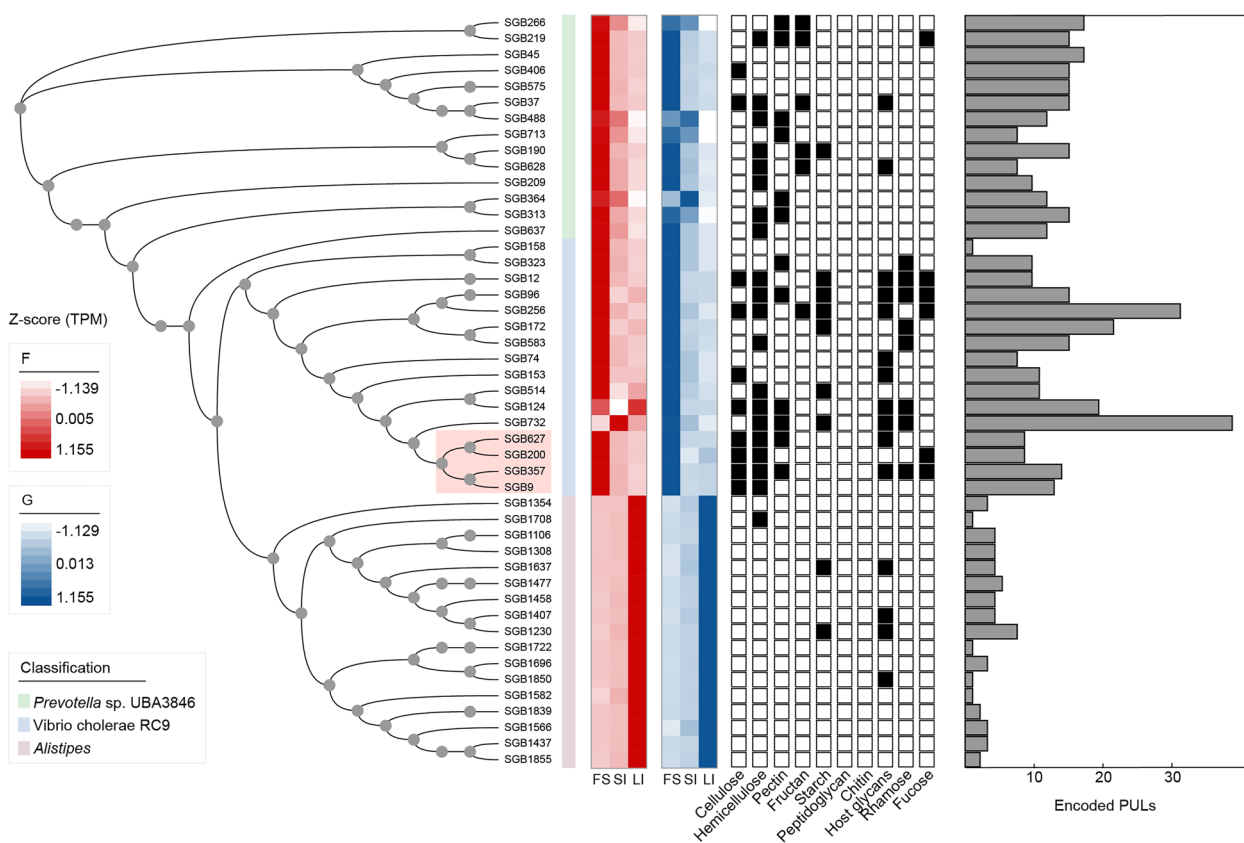 SGB266
SGB219
SGB45
SGB406
SGB575
SGB37
SGB488
SGB713
SGB190
SGB628
SGB209
SGB364
SGB313
SGB637
SGB158
SGB323
SGB12
SGB96
SGB256
SGB172
SGB583
SGB74
SGB153
SGB514
SGB124
SGB732
SGB627
SGB200
SGB357
SGB9
SGB1354
SGB1708
SGB1106
SGB1308
SGB1637
SGB1477
SGB1458
SGB1407
SGB1230
SGB1722
SGB1696
SGB1850
SGB1582
SGB1839
SGB1566
SGB1437
SGB1855
Z-score (TPM)
F
-1.139
0.005
1.155
G
-1.129
0.013
1.155
Classification
Prevotella sp. UBA3846
Vibrio cholerae RC9
Alistipes
FS SI LI
FS SI LI
Cellulose
Hemicellulose
Pectin
Fructan
Starch
Peptidoglycan
Chitin
Host glycans
Rhamose
Fucose
10 20 30
Encoded PULs